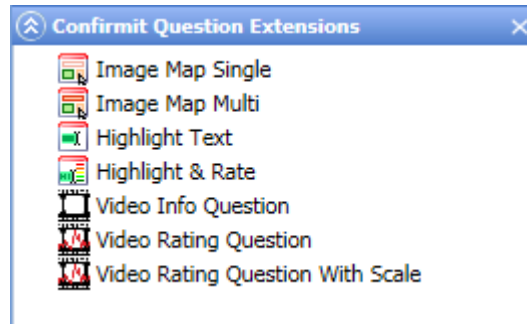 Confirmit Question Extensions
Image Map Single
Image Map Multi
Highlight Text
Highlight & Rate
Video Info Question
Video Rating Question
Video Rating Question With Scale